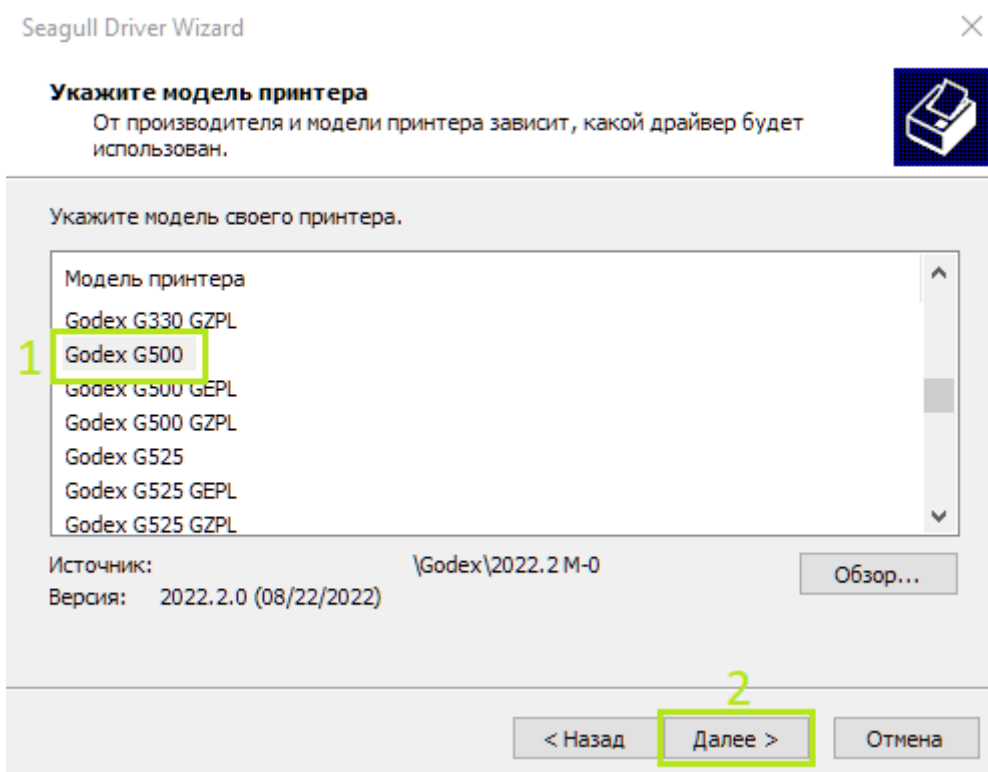 Seagull Driver Wizard
Укажите модель принтера
От производителя и модели принтера зависит, какой драйвер будет
использован.
Укажите модель своего принтера.
Модель принтера
Godex G330 GZPL
1
Godex G500
Godex G500 GEPL
Godex G500 GZPL
Godex G525
Godex G525 GEPL
Godex G525 GZPL
Источник: \Godex\2022.2 M-0
Обзор...
Версия: 2022.2.0 (08/22/2022)
2
< Назад
Далее >
Отмена